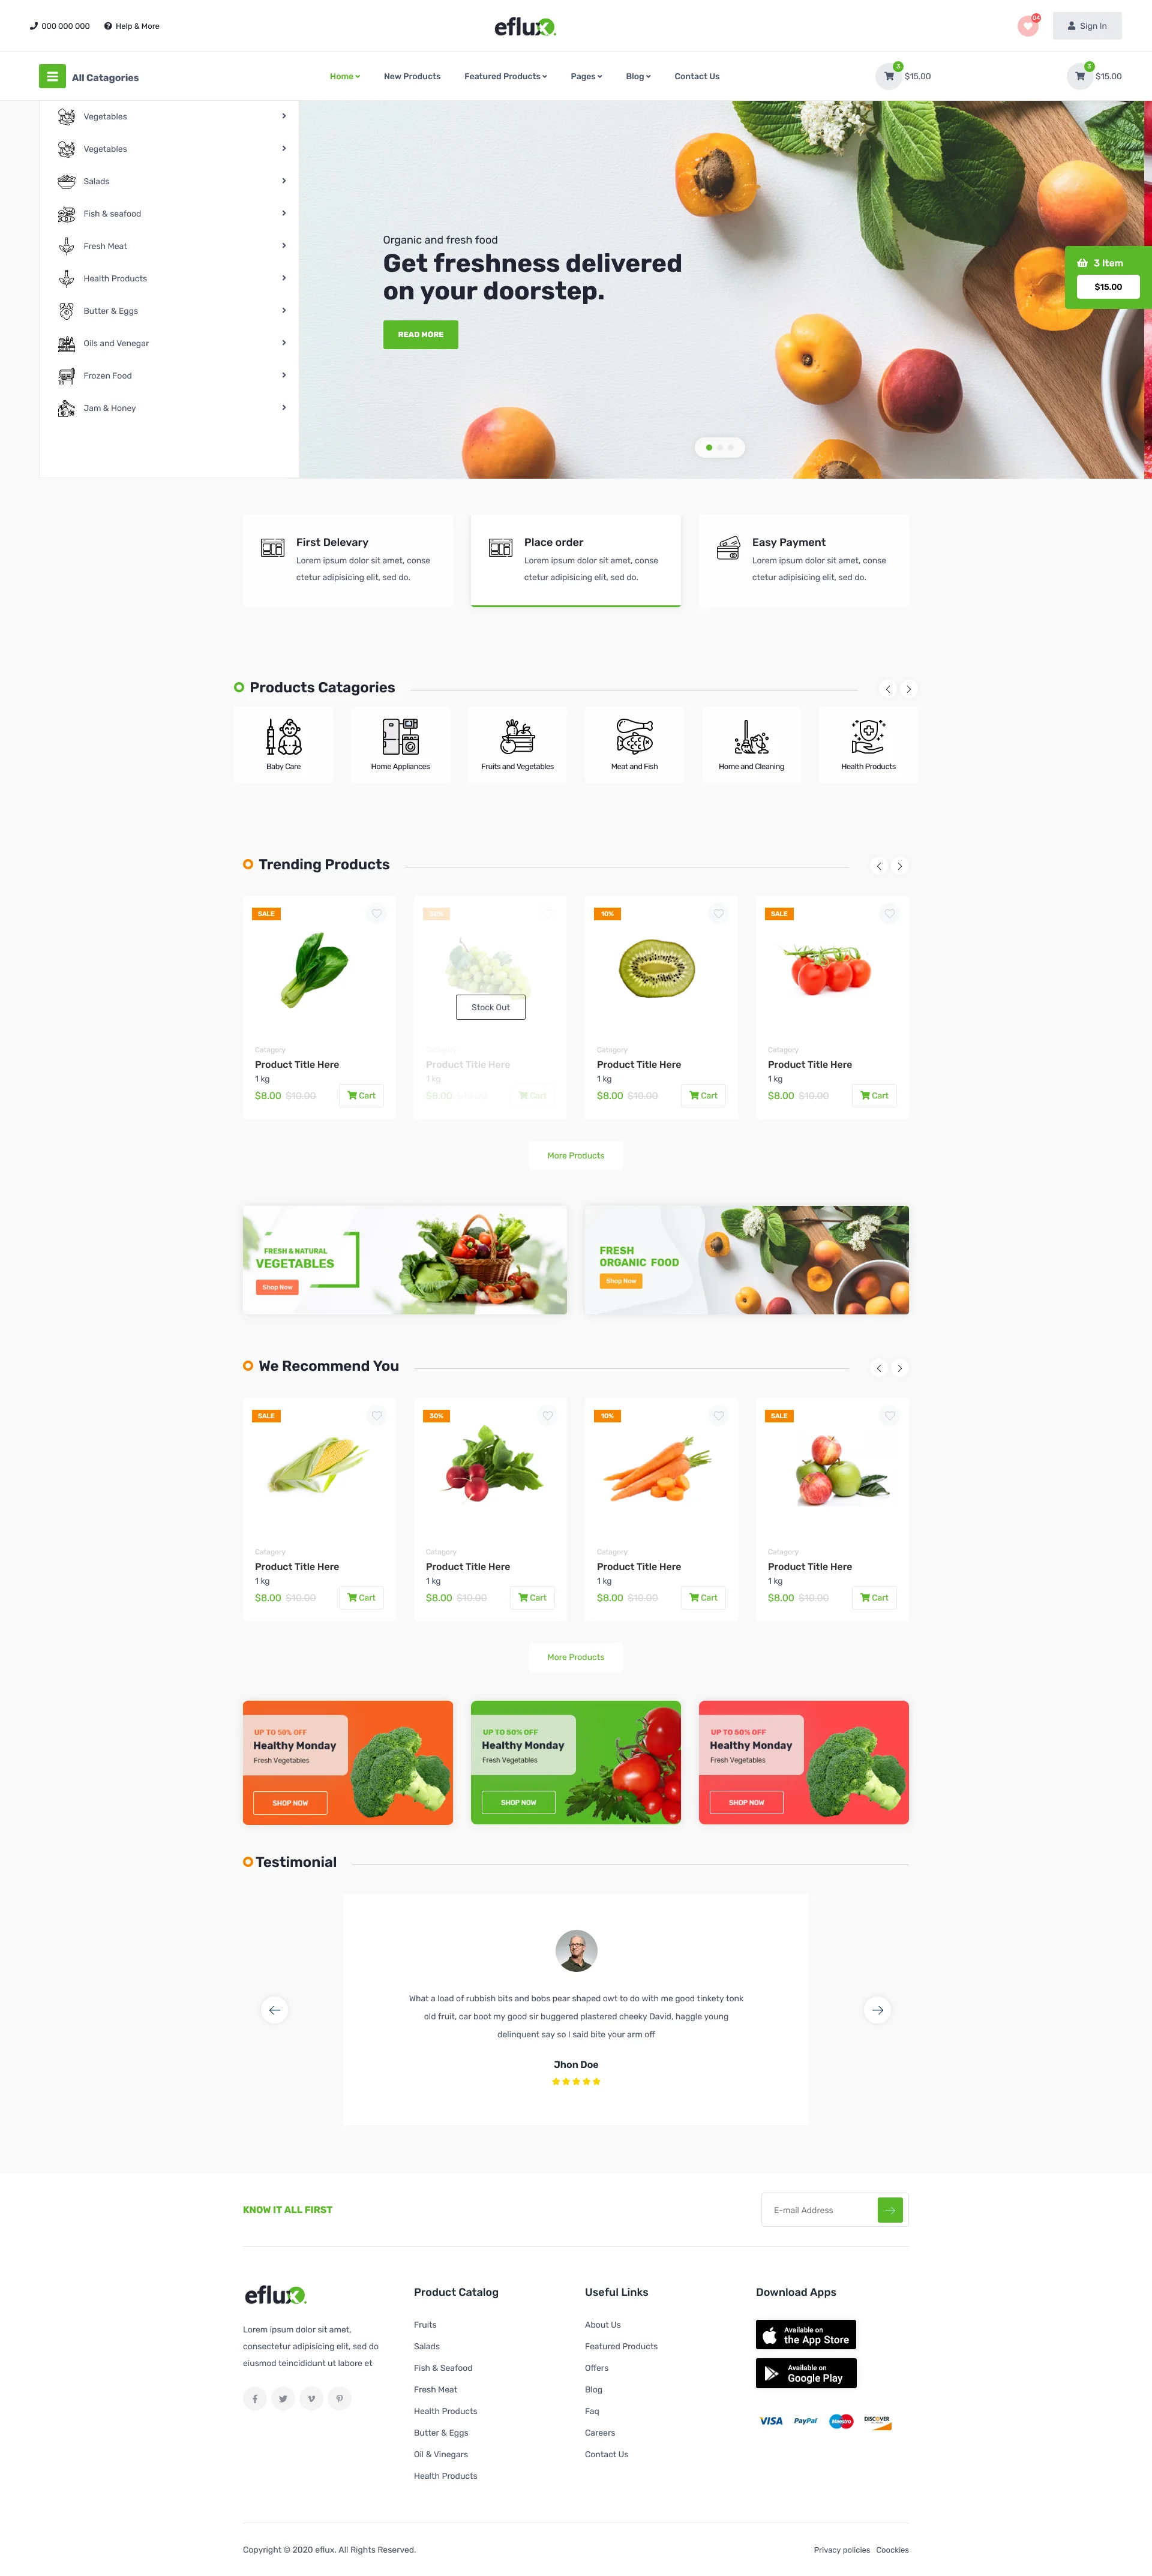 000 000 000
Help & More
eflux.
04
Sign In
All Catagories
Home
New Products
Featured Products
Pages
Blog
Contact Us
3
$15.00
3
$15.00
Vegetables
Vegetables
Salads
Fish & seafood
Fresh Meat
Health Products
Butter & Eggs
Oils and Venegar
Frozen Food
Jam & Honey
Organic and fresh food
Get freshness delivered
on your doorstep.
READ MORE
3 Item
$15.00
First Delevary
Lorem ipsum dolor sit amet, conse
ctetur adipisicing elit, sed do.
Place order
Lorem ipsum dolor sit amet, conse
ctetur adipisicing elit, sed do.
Easy Payment
Lorem ipsum dolor sit amet, conse
ctetur adipisicing elit, sed do.
Products Catagories
Baby Care
Home Appliances
Fruits and Vegetables
Meat and Fish
Home and Cleaning
Health Products
Trending Products
SALE
Catagory
Product Title Here
1 kg
$8.00 $10.00
Cart
30%
Stock Out
Catagory
Product Title Here
1 kg
$8.00 $10.00
Cart
10%
Catagory
Product Title Here
1 kg
$8.00 $10.00
Cart
SALE
Catagory
Product Title Here
1 kg
$8.00 $10.00
Cart
More Products
FRESH & NATURAL
VEGETABLES
Shop Now
FRESH
ORGANIC FOOD
Shop Now
We Recommend You
SALE
Catagory
Product Title Here
1 kg
$8.00 $10.00
Cart
30%
Catagory
Product Title Here
1 kg
$8.00 $10.00
Cart
10%
Catagory
Product Title Here
1 kg
$8.00 $10.00
Cart
SALE
Catagory
Product Title Here
1 kg
$8.00 $10.00
Cart
More Products
UP TO 50% OFF
Healthy Monday
Fresh Vegetables
SHOP NOW
UP TO 50% OFF
Healthy Monday
Fresh Vegetables
SHOP NOW
UP TO 50% OFF
Healthy Monday
Fresh Vegetables
SHOP NOW
Testimonial
What a load of rubbish bits and bobs pear shaped owt to do with me good tinkety tonk
old fruit, car boot my good sir buggered plastered cheeky David, haggle young
delinquent say so I said bite your arm off
Jhon Doe
KNOW IT ALL FIRST
E-mail Address
eflux.
Lorem ipsum dolor sit amet,
consectetur adipisicing elit, sed do
eiusmod teincididunt ut labore et
Product Catalog
Fruits
Salads
Fish & Seafood
Fresh Meat
Health Products
Butter & Eggs
Oil & Vinegars
Health Products
Useful Links
About Us
Featured Products
Offers
Blog
Faq
Careers
Contact Us
Download Apps
Available on
the App Store
Available on
Google Play
VISA
PayPal
Maestro
DISCOVER
Copyright © 2020 eflux. All Rights Reserved.
Privacy policies
Coockies